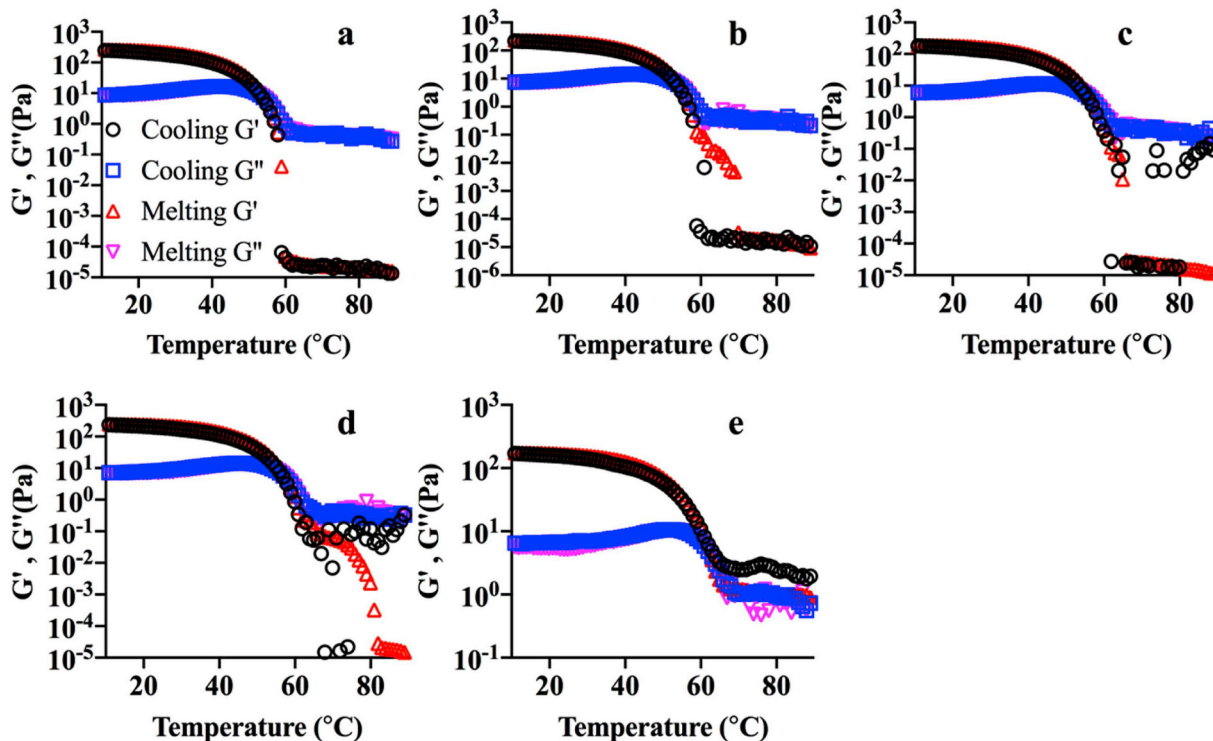 a
10³
10²
10¹
10⁰
10⁻¹
10⁻²
10⁻³
10⁻⁴
10⁻⁵
G' , G"(Pa)
Cooling G'
Cooling G"
Melting G'
Melting G"
20 40 60 80
Temperature (°C)
b
10³
10²
10¹
10⁰
10⁻¹
10⁻²
10⁻³
10⁻⁴
10⁻⁵
10⁻⁶
G' , G"(Pa)
20 40 60 80
Temperature (°C)
c
10³
10²
10¹
10⁰
10⁻¹
10⁻²
10⁻³
10⁻⁴
10⁻⁵
G' , G"(Pa)
20 40 60 80
Temperature (°C)
d
10³
10²
10¹
10⁰
10⁻¹
10⁻²
10⁻³
10⁻⁴
10⁻⁵
G' , G"(Pa)
20 40 60 80
Temperature (°C)
e
10³
10²
10¹
10⁰
10⁻¹
G' , G"(Pa)
20 40 60 80
Temperature (°C)